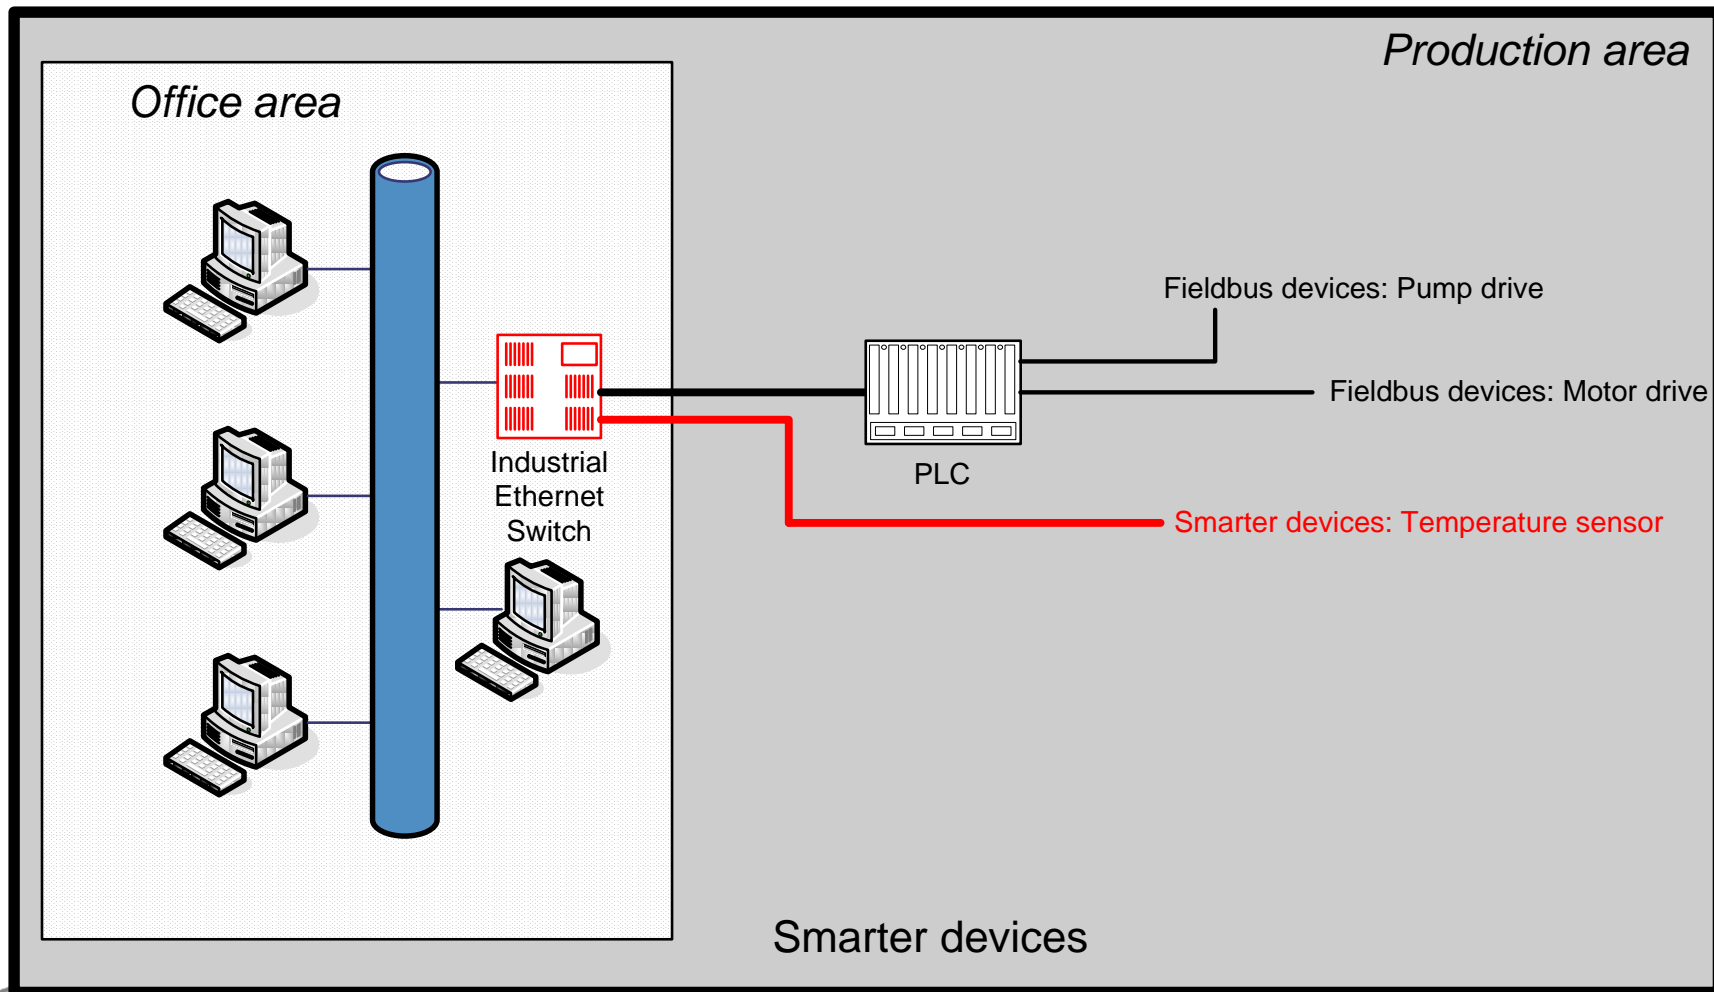 Production area
Office area
Fieldbus devices: Pump drive
Fieldbus devices: Motor drive
Industrial
Ethernet
Switch
PLC
Smarter devices: Temperature sensor
Smarter devices